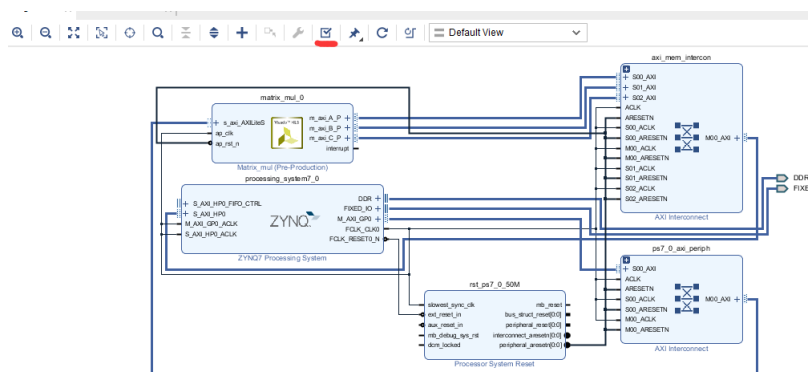 Default View
matrix_mul_0
s_axi_AXILiteS
ap_clk
ap_rst_n
m_axi_A_P
m_axi_B_P
m_axi_C_P
interrupt
Matrix_mul (Pre-Production)
processing_system7_0
S_AXI_HP0_FIFO_CTRL
S_AXI_HP0
M_AXI_GP0_ACLK
S_AXI_HP0_ACLK
ZYNQ
DDR
FIXED_IO
M_AXI_GP0
FCLK_CLK0
FCLK_RESET0_N
ZYNQ7 Processing System
rst_ps7_0_50M
slowest_sync_clk
ext_reset_in
aux_reset_in
mb_debug_sys_rst
dcm_locked
mb_reset
bus_struct_reset[0:0]
peripheral_reset[0:0]
interconnect_aresetn[0:0]
peripheral_aresetn[0:0]
Processor System Reset
axi_mem_intercon
S00_AXI
S01_AXI
S02_AXI
ACLK
ARESETN
S00_ACLK
S00_ARESETN
M00_ACLK
M00_ARESETN
S01_ACLK
S01_ARESETN
S02_ACLK
S02_ARESETN
M00_AXI
AXI Interconnect
DDR
FIXE
ps7_0_axi_periph
S00_AXI
ACLK
ARESETN
S00_ACLK
S00_ARESETN
M00_ACLK
M00_ARESETN
M00_AXI
AXI Interconnect